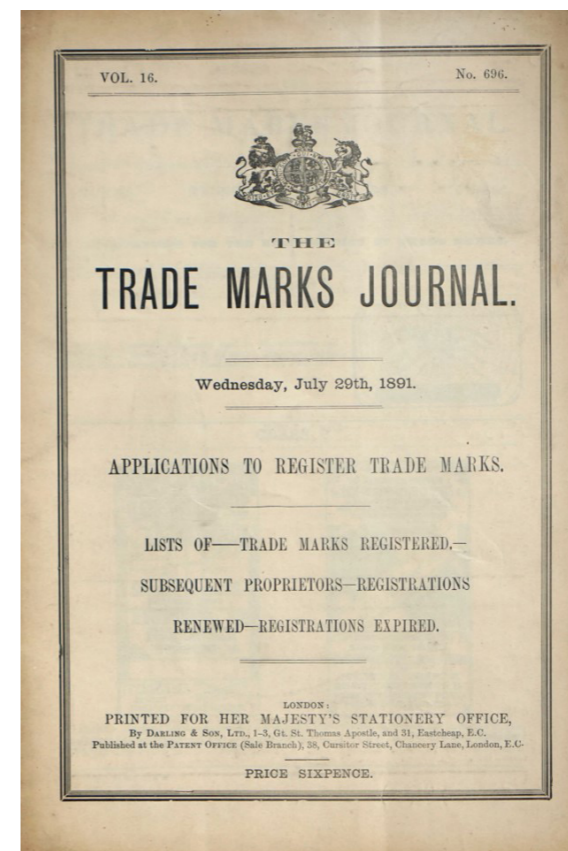 VOL. 16.
No. 696.
THE
TRADE MARKS JOURNAL.
Wednesday, July 29th, 1891.
APPLICATIONS TO REGISTER TRADE MARKS.
LISTS OF—TRADE MARKS REGISTERED.—
SUBSEQUENT PROPRIETORS—REGISTRATIONS
RENEWED—REGISTRATIONS EXPIRED.
LONDON:
PRINTED FOR HER MAJESTY'S STATIONERY OFFICE,
By DARLING & SON, LTD., 1-3, Gt. St. Thomas Apostle, and 31, Eastcheap, E.C.
Published at the PATENT OFFICE (Sale Branch), 38, Cursitor Street, Chancery Lane, London, E.C.
PRICE SIXPENCE.